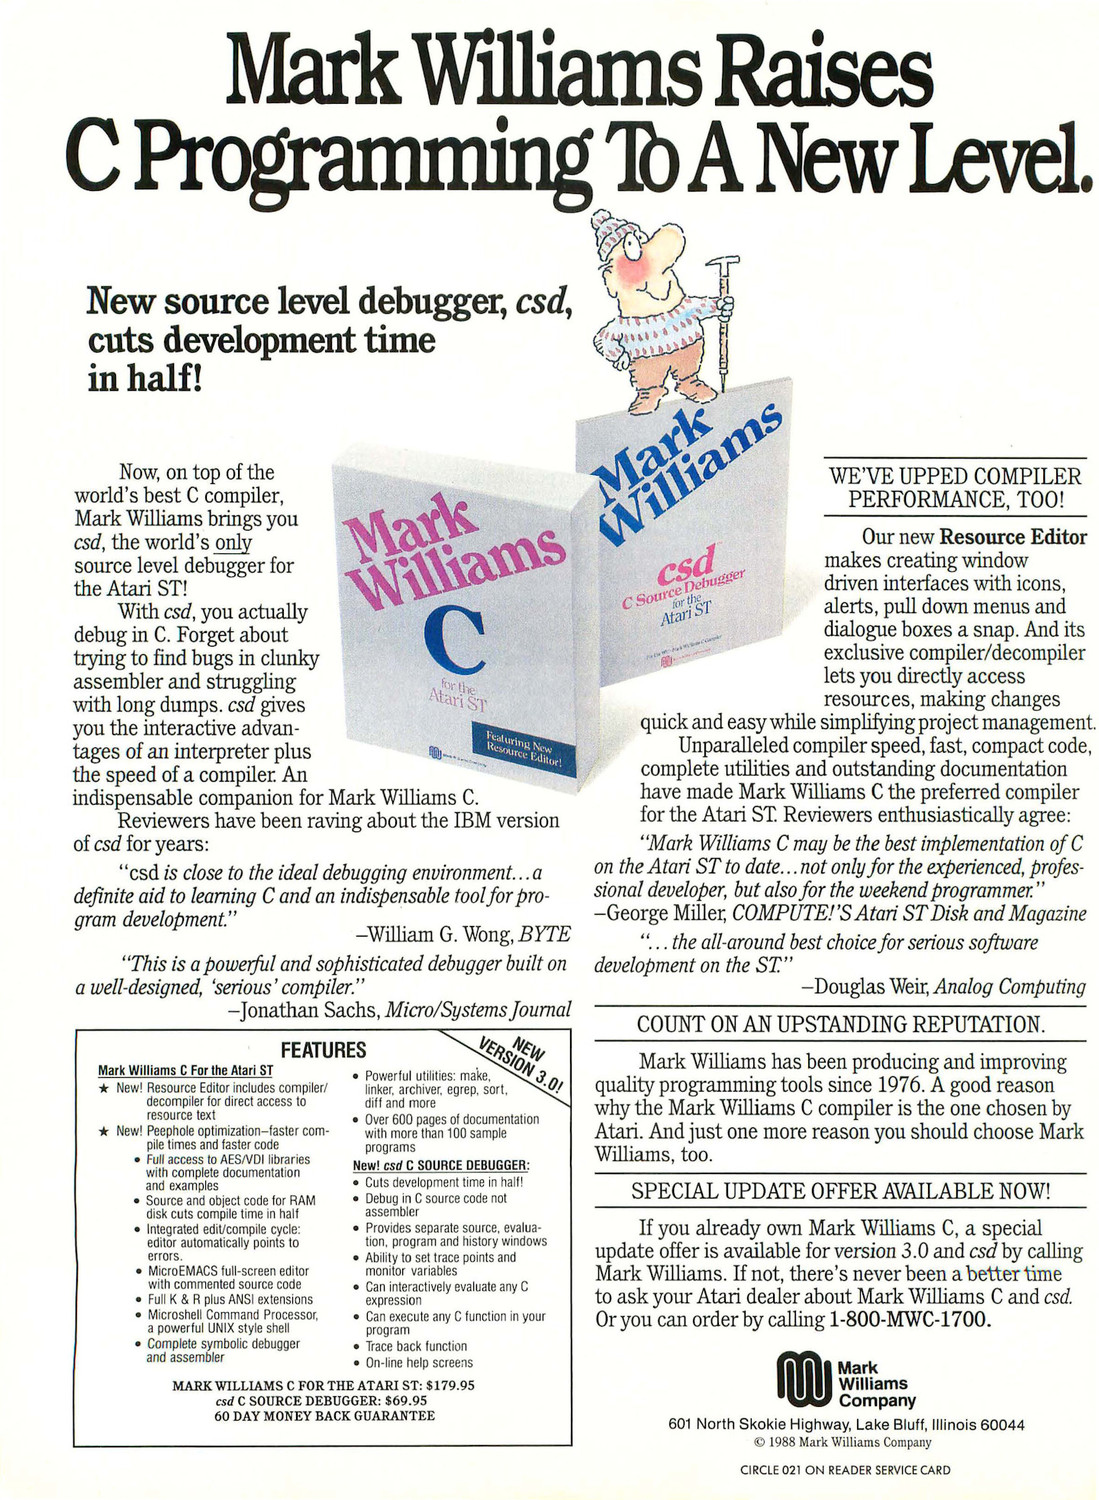 Mark Williams Raises
C Programming To A New Level.
New source level debugger, csd,
cuts development time
in half!
Now, on top of the
world's best C compiler,
Mark Williams brings you
csd, the world's only
source level debugger for
the Atari ST!
With csd, you actually
debug in C. Forget about
trying to find bugs in clunky
assembler and struggling
with long dumps. csd gives
you the interactive advan-
tages of an interpreter plus
the speed of a compiler. An
indispensable companion for Mark Williams C.
Reviewers have been raving about the IBM version
of csd for years:
"csd is close to the ideal debugging environment...a
definite aid to learning C and an indispensable tool for pro-
gram development."
–William G. Wong, BYTE
"This is a powerful and sophisticated debugger built on
a well-designed, 'serious' compiler."
–Jonathan Sachs, Micro/Systems Journal
Mark
Williams
C
for the
Atari ST
Featuring New
Resource Editor!
Mark
Williams
csd
C Source Debugger
for the
Atari ST
WE'VE UPPED COMPILER
PERFORMANCE, TOO!
Our new Resource Editor
makes creating window
driven interfaces with icons,
alerts, pull down menus and
dialogue boxes a snap. And its
exclusive compiler/decompiler
lets you directly access
resources, making changes
quick and easy while simplifying project management.
Unparalleled compiler speed, fast, compact code,
complete utilities and outstanding documentation
have made Mark Williams C the preferred compiler
for the Atari ST. Reviewers enthusiastically agree:
"Mark Williams C may be the best implementation of C
on the Atari ST to date...not only for the experienced, profes-
sional developer, but also for the weekend programmer."
–George Miller, COMPUTE!'S Atari ST Disk and Magazine
"...the all-around best choice for serious software
development on the ST."
–Douglas Weir, Analog Computing
COUNT ON AN UPSTANDING REPUTATION.
Mark Williams has been producing and improving
quality programming tools since 1976. A good reason
why the Mark Williams C compiler is the one chosen by
Atari. And just one more reason you should choose Mark
Williams, too.
SPECIAL UPDATE OFFER AVAILABLE NOW!
If you already own Mark Williams C, a special
update offer is available for version 3.0 and csd by calling
Mark Williams. If not, there's never been a better time
to ask your Atari dealer about Mark Williams C and csd.
Or you can order by calling 1-800-MWC-1700.
FEATURES
NEW
VERSION 3.0!
Mark Williams C For the Atari ST
★ New! Resource Editor includes compiler/
decompiler for direct access to
resource text
★ New! Peephole optimization–faster com-
pile times and faster code
• Full access to AES/VDI libraries
with complete documentation
and examples
• Source and object code for RAM
disk cuts compile time in half
• Integrated edit/compile cycle:
editor automatically points to
errors.
• MicroEMACS full-screen editor
with commented source code
• Full K & R plus ANSI extensions
• Microshell Command Processor,
a powerful UNIX style shell
• Complete symbolic debugger
and assembler
• Powerful utilities: make,
linker, archiver, egrep, sort,
diff and more
• Over 600 pages of documentation
with more than 100 sample
programs
New! csd C SOURCE DEBUGGER:
• Cuts development time in half!
• Debug in C source code not
assembler
• Provides separate source, evalua-
tion, program and history windows
• Ability to set trace points and
monitor variables
• Can interactively evaluate any C
expression
• Can execute any C function in your
program
• Trace back function
• On-line help screens
MARK WILLIAMS C FOR THE ATARI ST: $179.95
csd C SOURCE DEBUGGER: $69.95
60 DAY MONEY BACK GUARANTEE
Mark
Williams
Company
601 North Skokie Highway, Lake Bluff, Illinois 60044
© 1988 Mark Williams Company
CIRCLE 021 ON READER SERVICE CARD